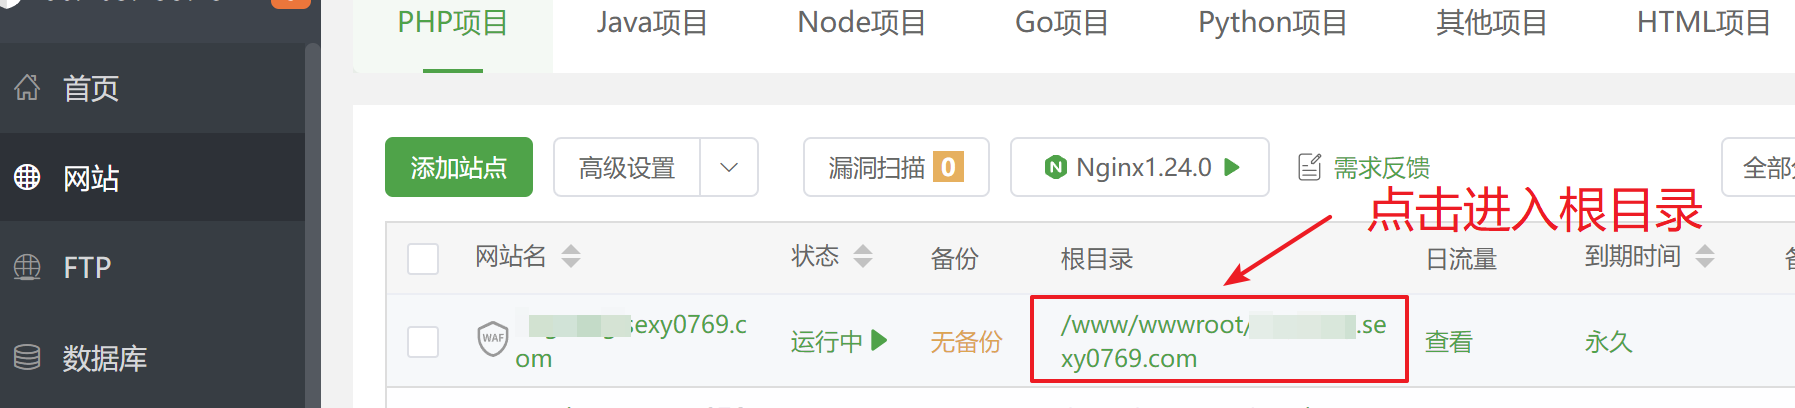 PHP项目 Java项目 Node项目 Go项目 Python项目 其他项目 HTML项目
首页
网站
FTP
数据库
添加站点 高级设置 漏洞扫描 0 Nginx1.24.0 需求反馈 全部
点击进入根目录
网站名 状态 备份 根目录 日流量 到期时间
WAF sexy0769.c 运行中 无备份 /www/wwwroot/ .se 查看 永久
om xy0769.com